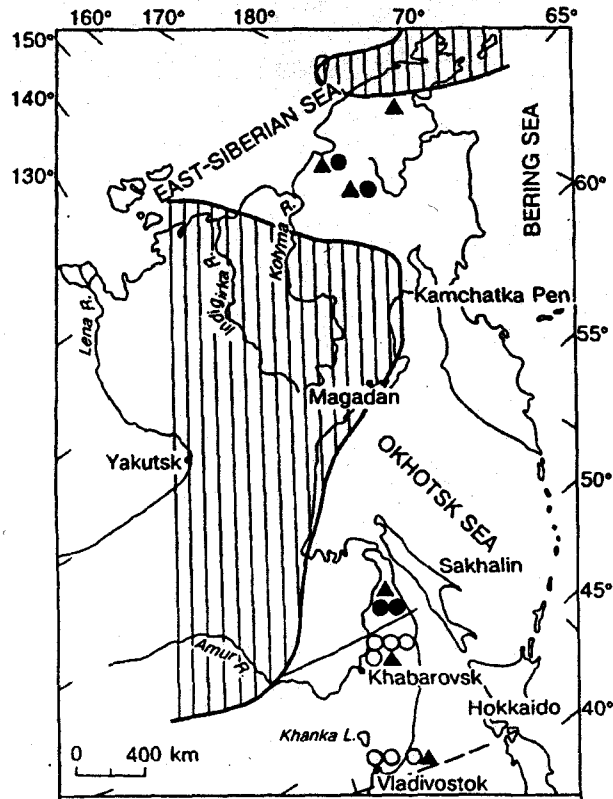 160° 170° 180° 70° 65°
150°
140°
130°
EAST-SIBERIAN SEA
BERING SEA
60°
Kolyma R.
Indigirka R.
Lena R.
Kamchatka Pen
55°
Magadan
Yakutsk
OKHOTSK SEA
50°
Sakhalin
45°
Amur R.
Khabarovsk
Hokkaido
40°
Khanka L.
0 400 km
Vladivostok